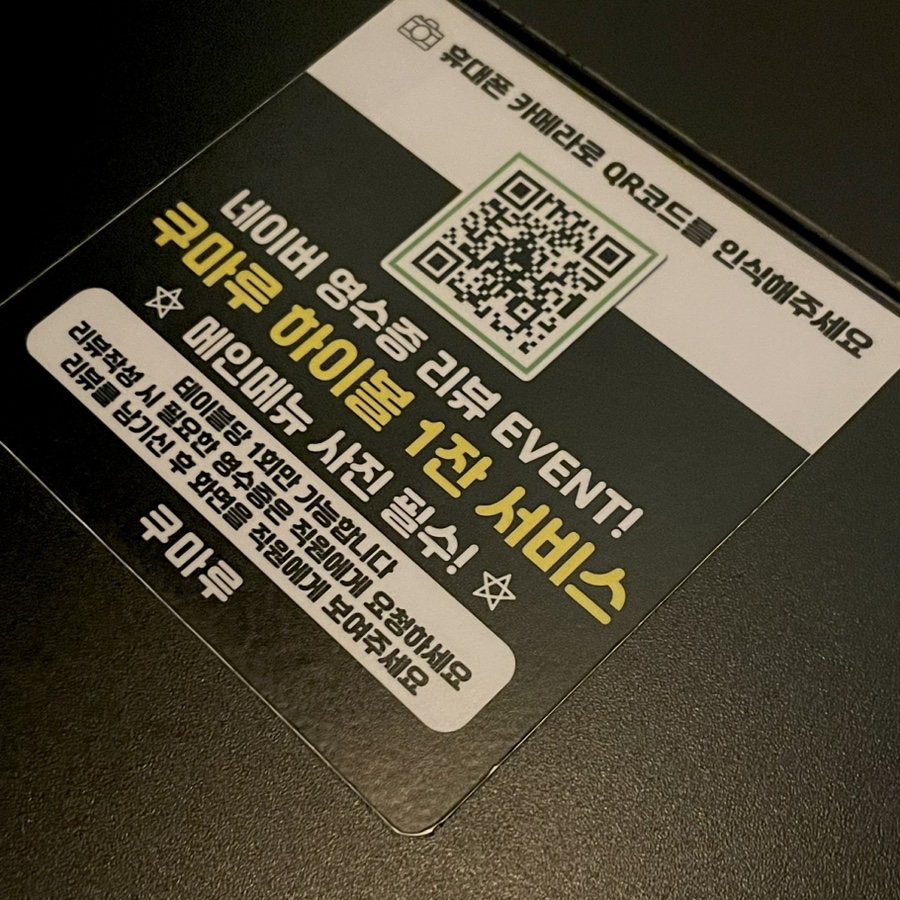 휴대폰 카메라로 QR코드를 인식해주세요
네이버 영수증 리뷰 EVENT!
쿠마루 하이볼 1잔 서비스
메인메뉴 사진 필수!
테이블당 1회만 가능합니다
리뷰작성 시 필요한 영수증은 직원에게 요청하세요
리뷰를 남기신 후 화면을 직원에게 보여주세요
쿠마루